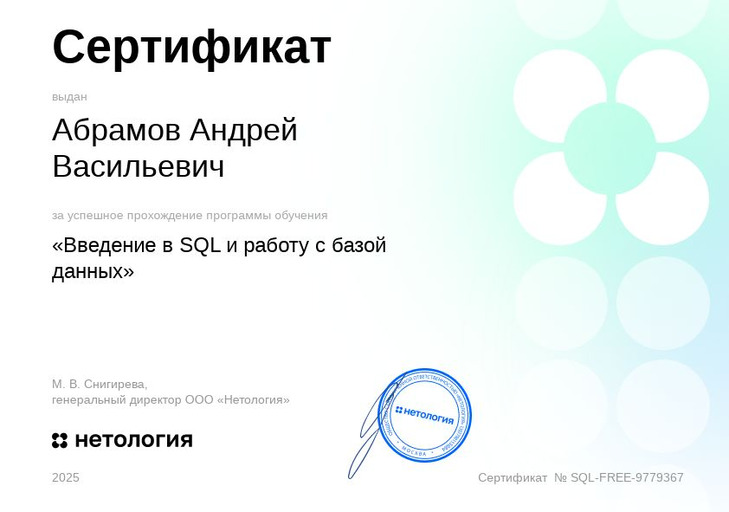 Сертификат
выдан
Абрамов Андрей
Васильевич
за успешное прохождение программы обучения
«Введение в SQL и работу с базой
данных»
М. В. Снигирева,
генеральный директор ООО «Нетология»
нетология
нетология
МОСКВА
2025
Сертификат № SQL-FREE-9779367